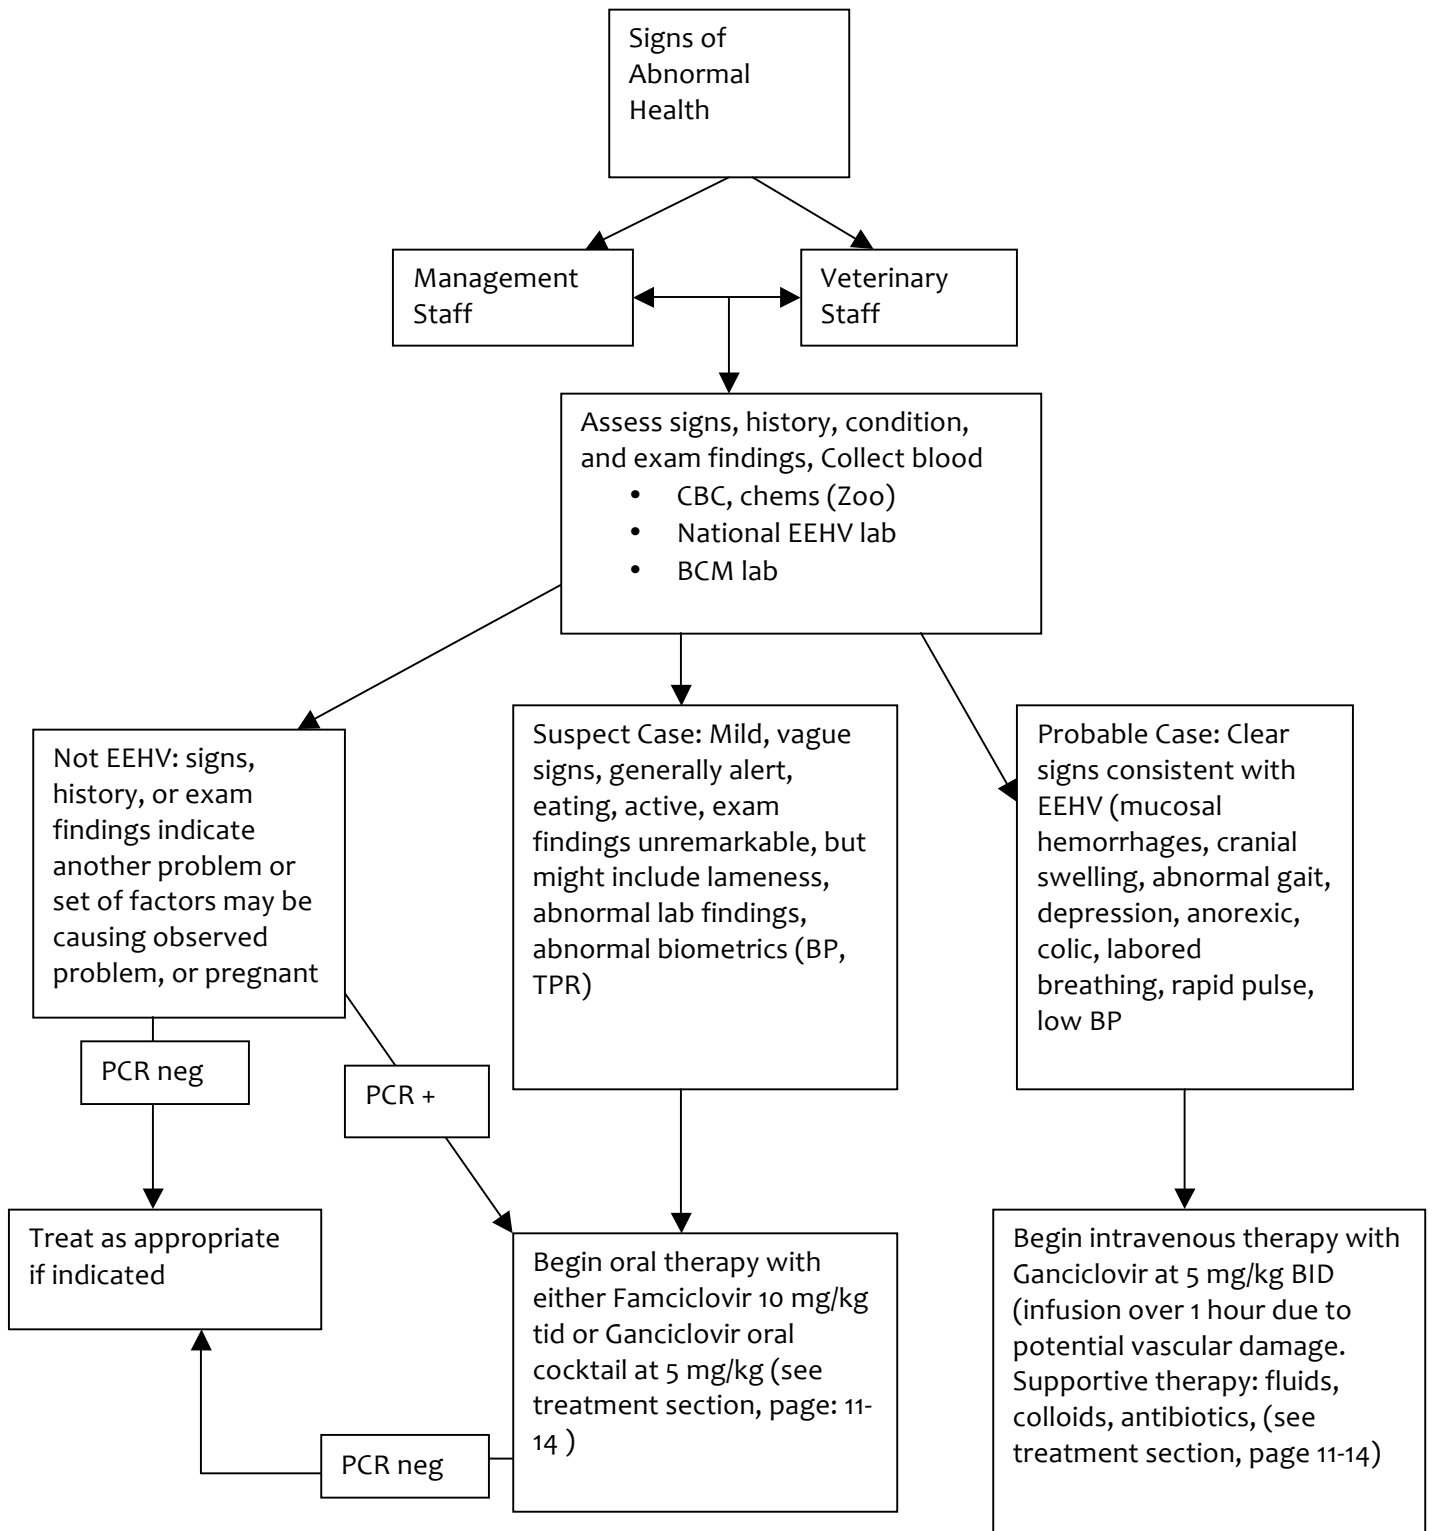 Signs of
Abnormal
Health
Management
Staff
Veterinary
Staff
Assess signs, history, condition,
and exam findings, Collect blood
• CBC, chems (Zoo)
• National EEHV lab
• BCM lab
Not EEHV: signs,
history, or exam
findings indicate
another problem or
set of factors may be
causing observed
problem, or pregnant
Suspect Case: Mild, vague
signs, generally alert,
eating, active, exam
findings unremarkable, but
might include lameness,
abnormal lab findings,
abnormal biometrics (BP,
TPR)
Probable Case: Clear
signs consistent with
EEHV (mucosal
hemorrhages, cranial
swelling, abnormal gait,
depression, anorexic,
colic, labored
breathing, rapid pulse,
low BP
PCR neg
PCR +
Treat as appropriate
if indicated
Begin oral therapy with
either Famciclovir 10 mg/kg
tid or Ganciclovir oral
cocktail at 5 mg/kg (see
treatment section, page: 11-
14 )
Begin intravenous therapy with
Ganciclovir at 5 mg/kg BID
(infusion over 1 hour due to
potential vascular damage.
Supportive therapy: fluids,
colloids, antibiotics, (see
treatment section, page 11-14)
PCR neg